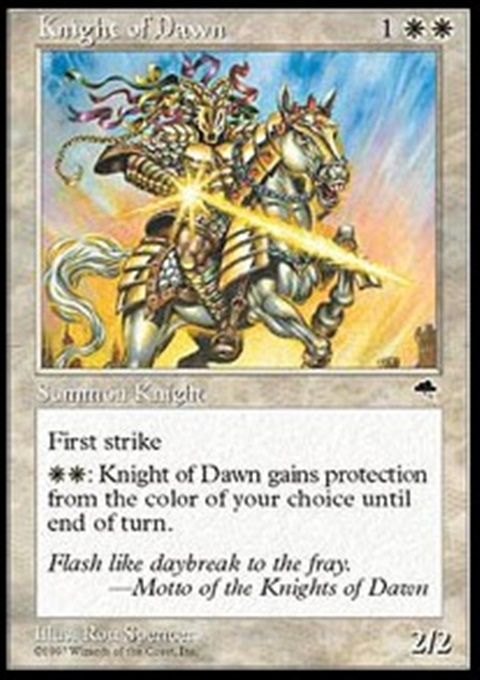 Knight of Dawn
1
Summon Knight
First strike
: Knight of Dawn gains protection
from the color of your choice until
end of turn.
Flash like daybreak to the fray.
—Motto of the Knights of Dawn
Illus. Ron Spencer
©1997 Wizards of the Coast, Inc.
2/2